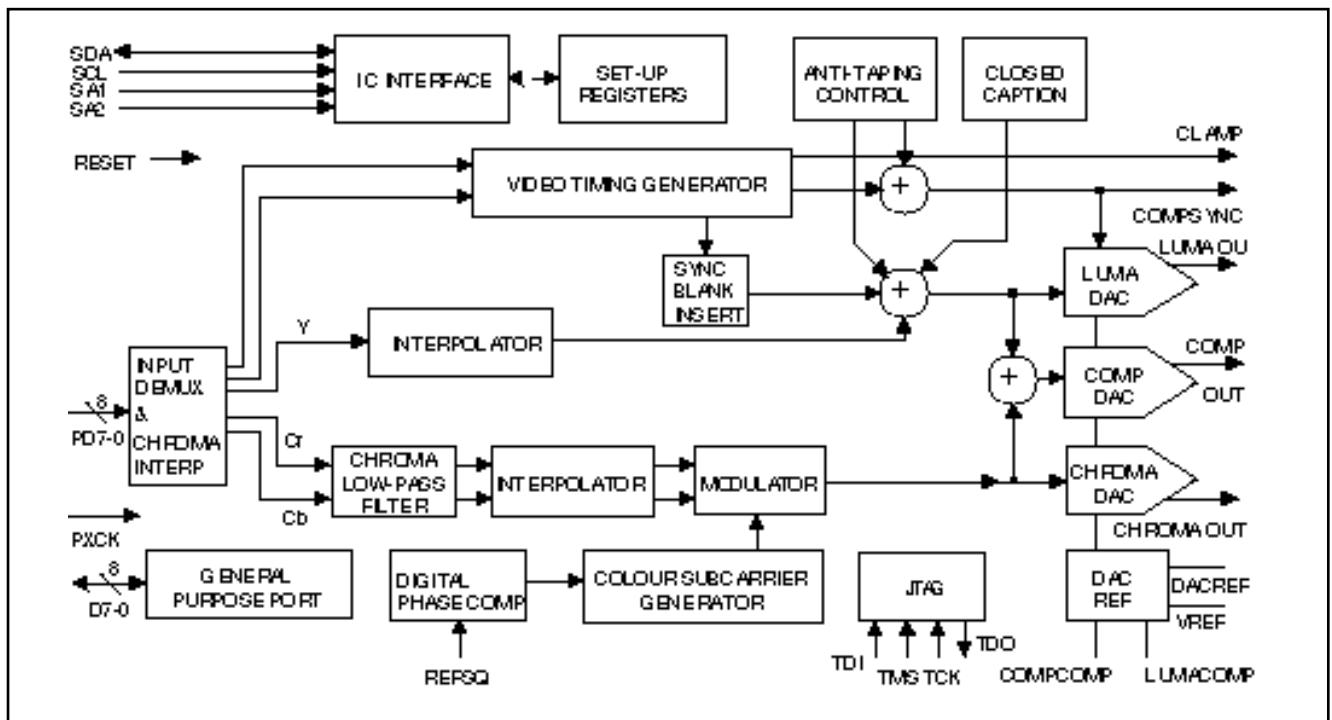 SDA
SCL
SA1
SA2
IC INTERFACE
SET-UP
REGISTERS
ANTI-TAPING
CONTROL
CLOSED
CAPTION
RESET
CLAMP
VIDEO TIMING GENERATOR
+
COMPSYNC
LUMA OU
SYNC
BLANK
INSERT
+
LUMA
DAC
Y
INTERPOLATOR
INPUT
DEMUX
&
CHROMA
INTERP
8
PD7-0
+
COMP
DAC
COMP
OUT
Cr
Cb
CHROMA
LOW-PASS
FILTER
INTERPOLATOR
MODULATOR
CHROMA
DAC
CHROMA OUT
PXCK
8
D7-0
GENERAL
PURPOSE PORT
DIGITAL
PHASE COMP
COLOUR SUBCARRIER
GENERATOR
JTAG
DAC
REF
DACREF
VREF
REFSQ
TDI
TMS TCK
TDO
COMPCOMP
LUMACOMP